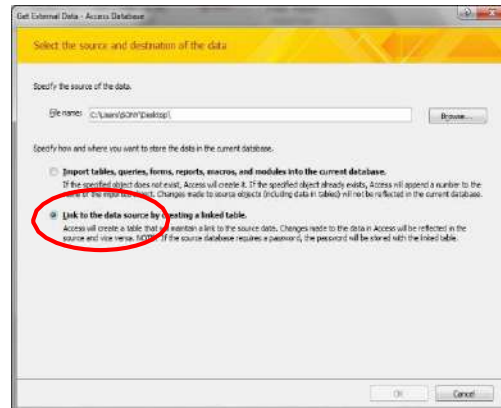 Get External Data - Access Database
Select the source and destination of the data
Specify the source of the data.
File name: C:\Users\SONY\Desktop\ Browse...
Specify how and where you want to store the data in the current database.
Import tables, queries, forms, reports, macros, and modules into the current database.
If the specified object does not exist, Access will create it. If the specified object already exists, Access will append a number to the
name of the imported object. Changes made to source objects (including data in tables) will not be reflected in the current database.
Link to the data source by creating a linked table.
Access will create a table that will maintain a link to the source data. Changes made to the data in Access will be reflected in the
source and vice versa. NOTE: If the source database requires a password, the password will be stored with the linked table.
OK Cancel